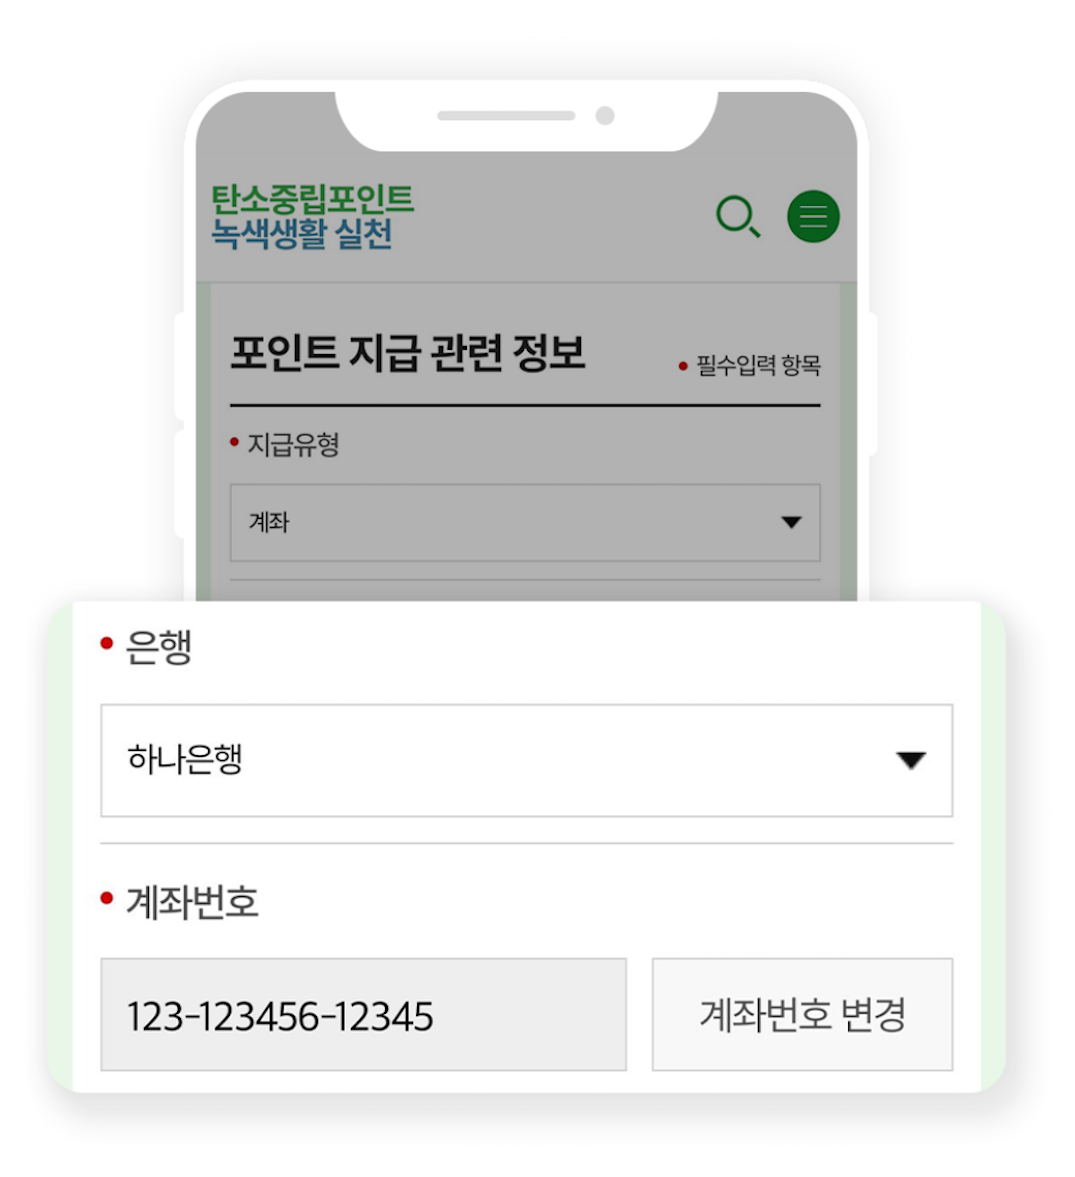 탄소중립포인트
녹색생활 실천
포인트 지급 관련 정보
• 필수입력 항목
• 지급유형
계좌
• 은행
하나은행
• 계좌번호
123-123456-12345
계좌번호 변경